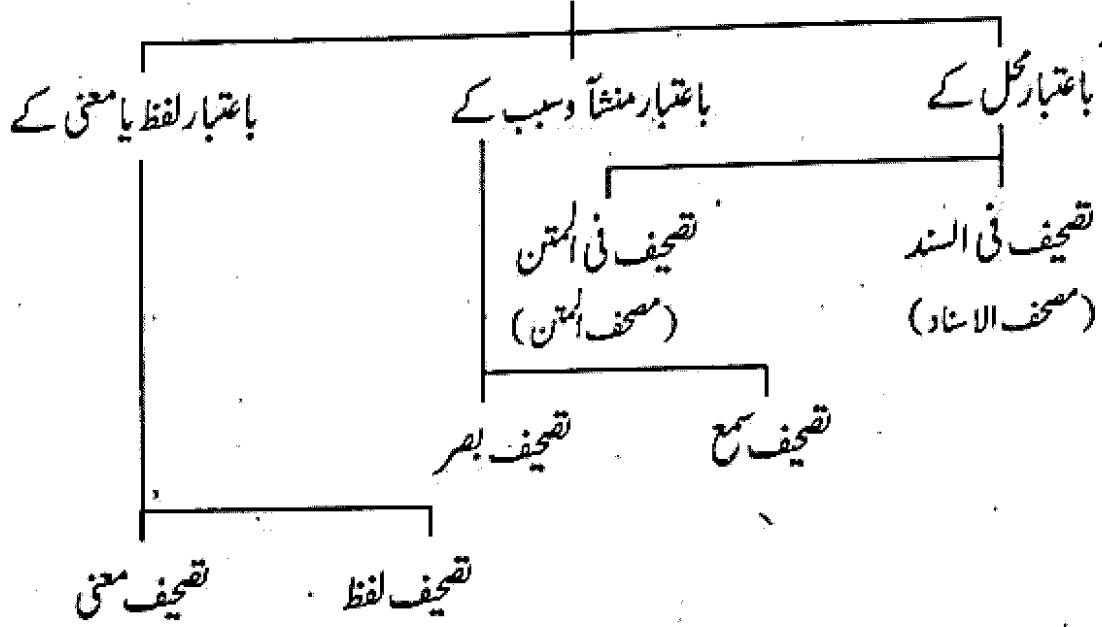 باعتبار محل کے باعتبار منشأ و سبب کے باعتبار لفظ یا معنی کے
تصحیف فی السند تصحیف فی المتن
(مصحف الاسناد) (مصحف المتن)
تصحیف سمع تصحیف بصر
تصحیف لفظ تصحیف معنی